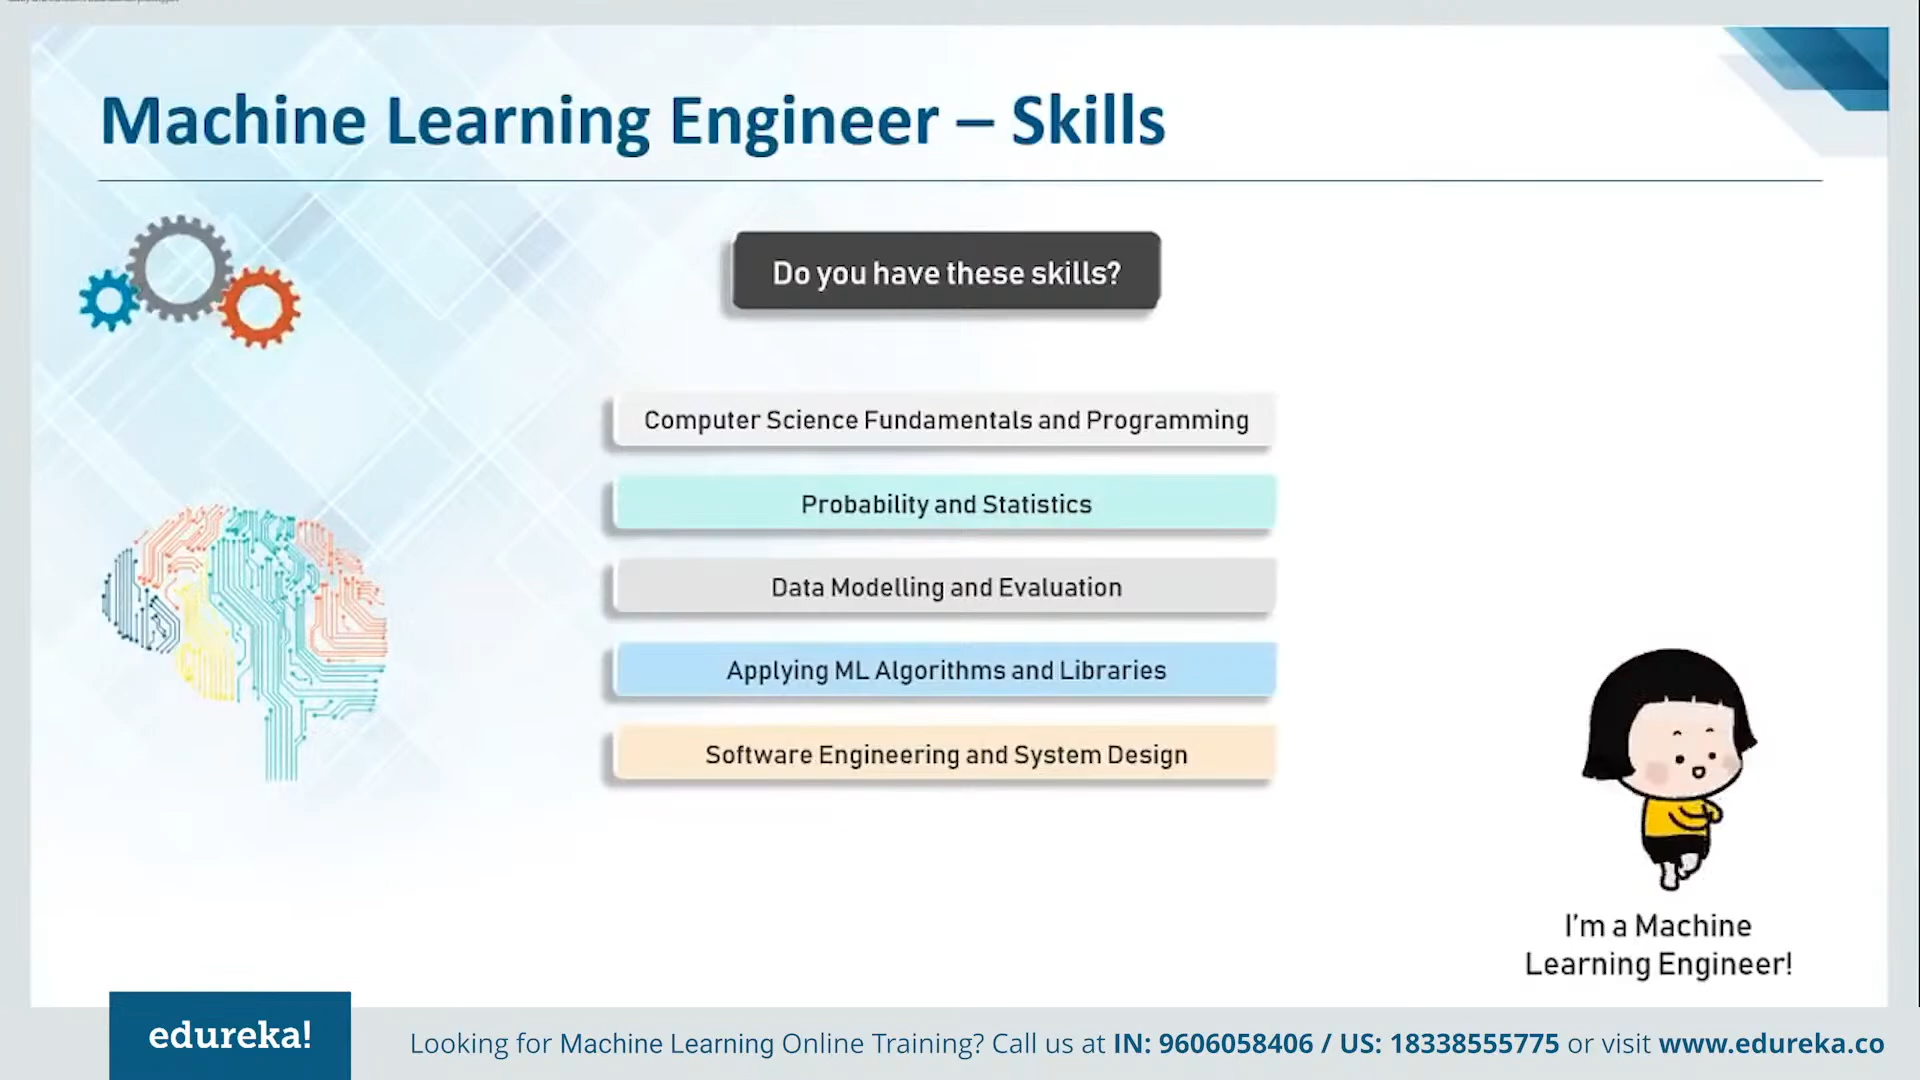 Machine Learning Engineer – Skills
Do you have these skills?
Computer Science Fundamentals and Programming
Probability and Statistics
Data Modelling and Evaluation
Applying ML Algorithms and Libraries
Software Engineering and System Design
I'm a Machine
Learning Engineer!
edureka!
Looking for Machine Learning Online Training? Call us at IN: 9606058406 / US: 18338555775 or visit www.edureka.co